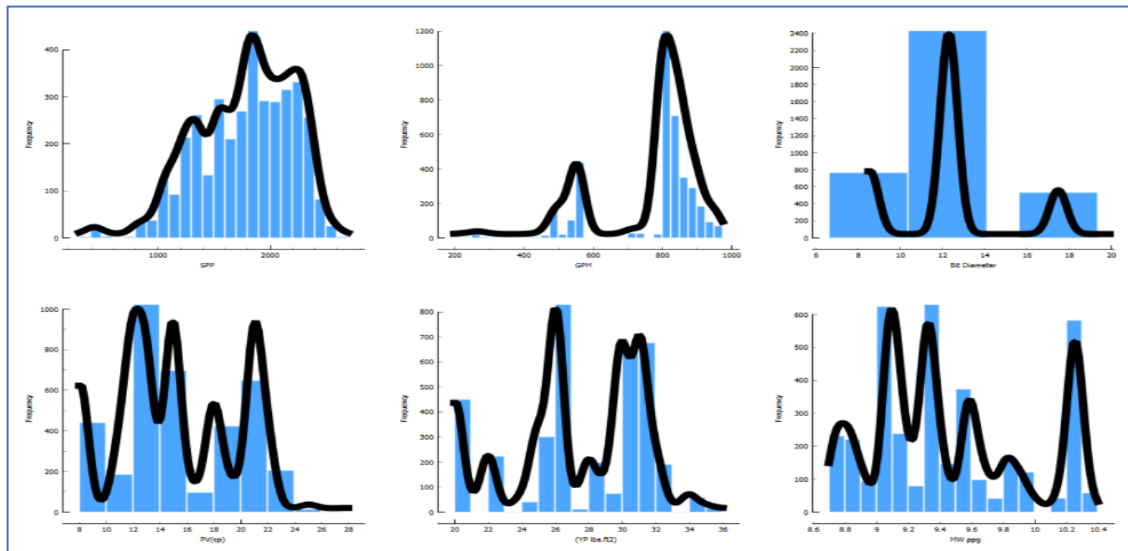 Frequency
400
300
200
100
0
1000
2000
SPP
Frequency
1200
1000
800
600
400
200
0
200 400 600 800 1000
GPM
Frequency
2400
2200
2000
1800
1600
1400
1200
1000
800
600
400
200
0
6 8 10 12 14 16 18 20
Bit Diameter
Frequency
1000
800
600
400
200
0
8 10 12 14 16 18 20 22 24 26 28
PV(cp)
Frequency
800
700
600
500
400
300
200
100
0
20 22 24 26 28 30 32 34 36
(YP lbs.ft2)
Frequency
600
500
400
300
200
100
0
8.6 8.8 9 9.2 9.4 9.6 9.8 10 10.2 10.4
MW ppg